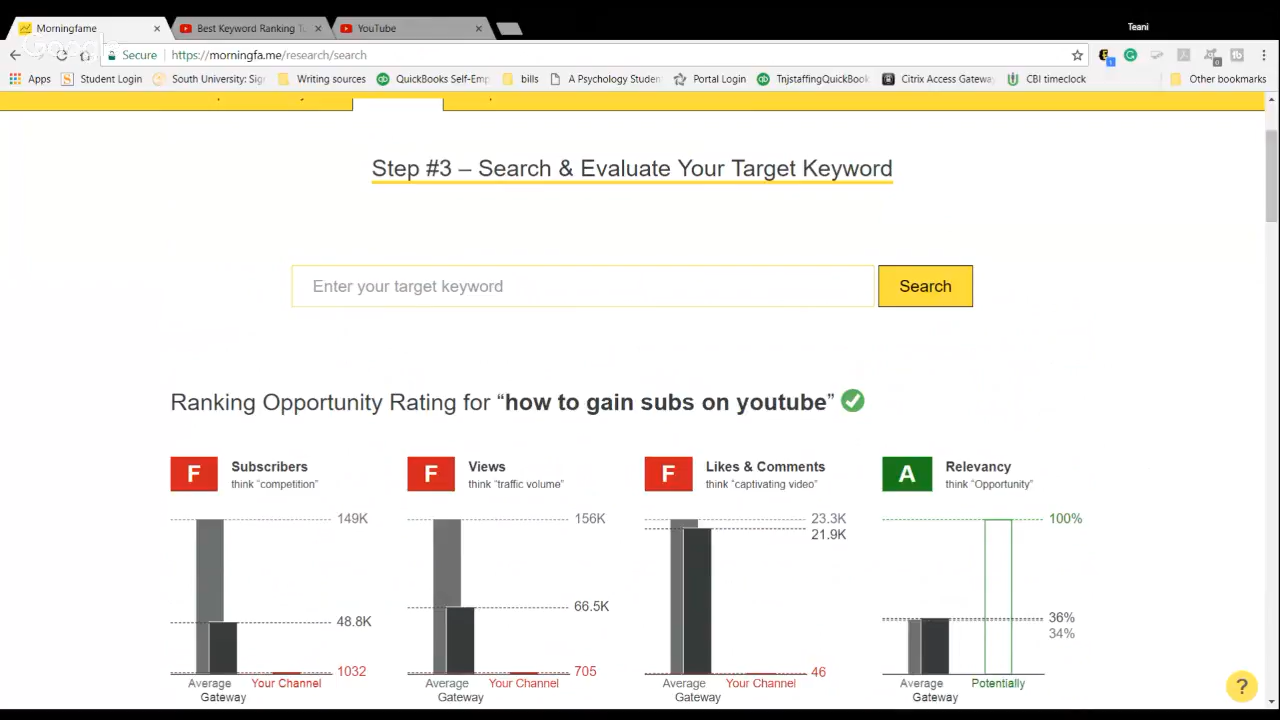 Morningfame
Best Keyword Ranking T
YouTube
Teani
Google
Secure
https://morningfa.me/research/search
Apps
Student Login
South University: Sig
Writing sources
QuickBooks Self-Emp
bills
A Psychology Studen
Portal Login
TnjstaffingQuickBook
Citrix Access Gateway
CBI timeclock
Other bookmarks
Step #3 – Search & Evaluate Your Target Keyword
Enter your target keyword
Search
Ranking Opportunity Rating for “how to gain subs on youtube”
F
Subscribers
think “competition”
149K
48.8K
1032
Average
Gateway
Your Channel
F
Views
think “traffic volume”
156K
66.5K
705
Average
Gateway
Your Channel
F
Likes & Comments
think “captivating video”
23.3K
21.9K
46
Average
Gateway
Your Channel
A
Relevancy
think “Opportunity”
100%
36%
34%
Average
Gateway
Potentially
?